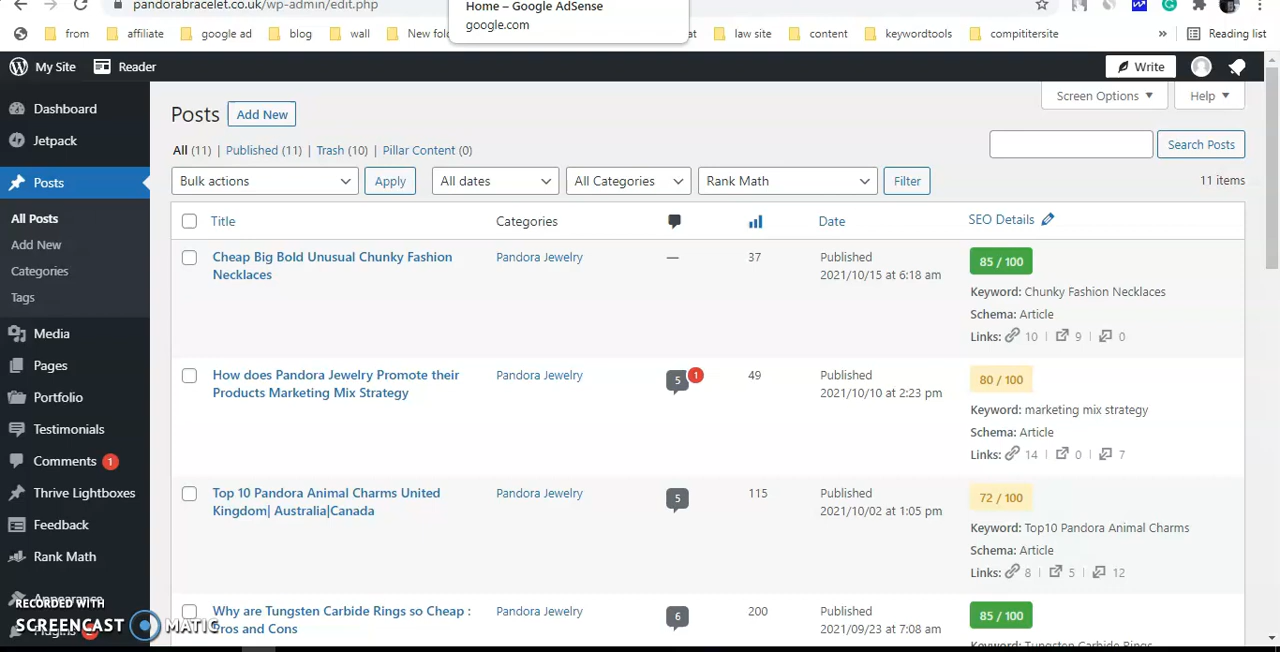 pandorabracelet.co.uk/wp-admin/edit.php
Home – Google AdSense
google.com
from
affiliate
google ad
blog
wall
New fol
at
law site
content
keywordtools
compititersite
»
Reading list
My Site
Reader
Write
Dashboard
Jetpack
Posts
All Posts
Add New
Categories
Tags
Media
Pages
Portfolio
Testimonials
Comments 1
Thrive Lightboxes
Feedback
Rank Math
Appearance
RECORDED WITH
SCREENCAST MATIC
Posts Add New
Screen Options Help
All (11) | Published (11) | Trash (10) | Pillar Content (0)
Search Posts
Bulk actions Apply All dates All Categories Rank Math Filter 11 items
Title Categories Date SEO Details
Cheap Big Bold Unusual Chunky Fashion
Necklaces
Pandora Jewelry
—
37
Published
2021/10/15 at 6:18 am
85 / 100
Keyword: Chunky Fashion Necklaces
Schema: Article
Links: 10 | 9 | 0
How does Pandora Jewelry Promote their
Products Marketing Mix Strategy
Pandora Jewelry
5 1
49
Published
2021/10/10 at 2:23 pm
80 / 100
Keyword: marketing mix strategy
Schema: Article
Links: 14 | 0 | 7
Top 10 Pandora Animal Charms United
Kingdom| Australia|Canada
Pandora Jewelry
5
115
Published
2021/10/02 at 1:05 pm
72 / 100
Keyword: Top10 Pandora Animal Charms
Schema: Article
Links: 8 | 5 | 12
Why are Tungsten Carbide Rings so Cheap :
Pros and Cons
Pandora Jewelry
6
200
Published
2021/09/23 at 7:08 am
85 / 100
Keyword: Tungsten Carbide Rings